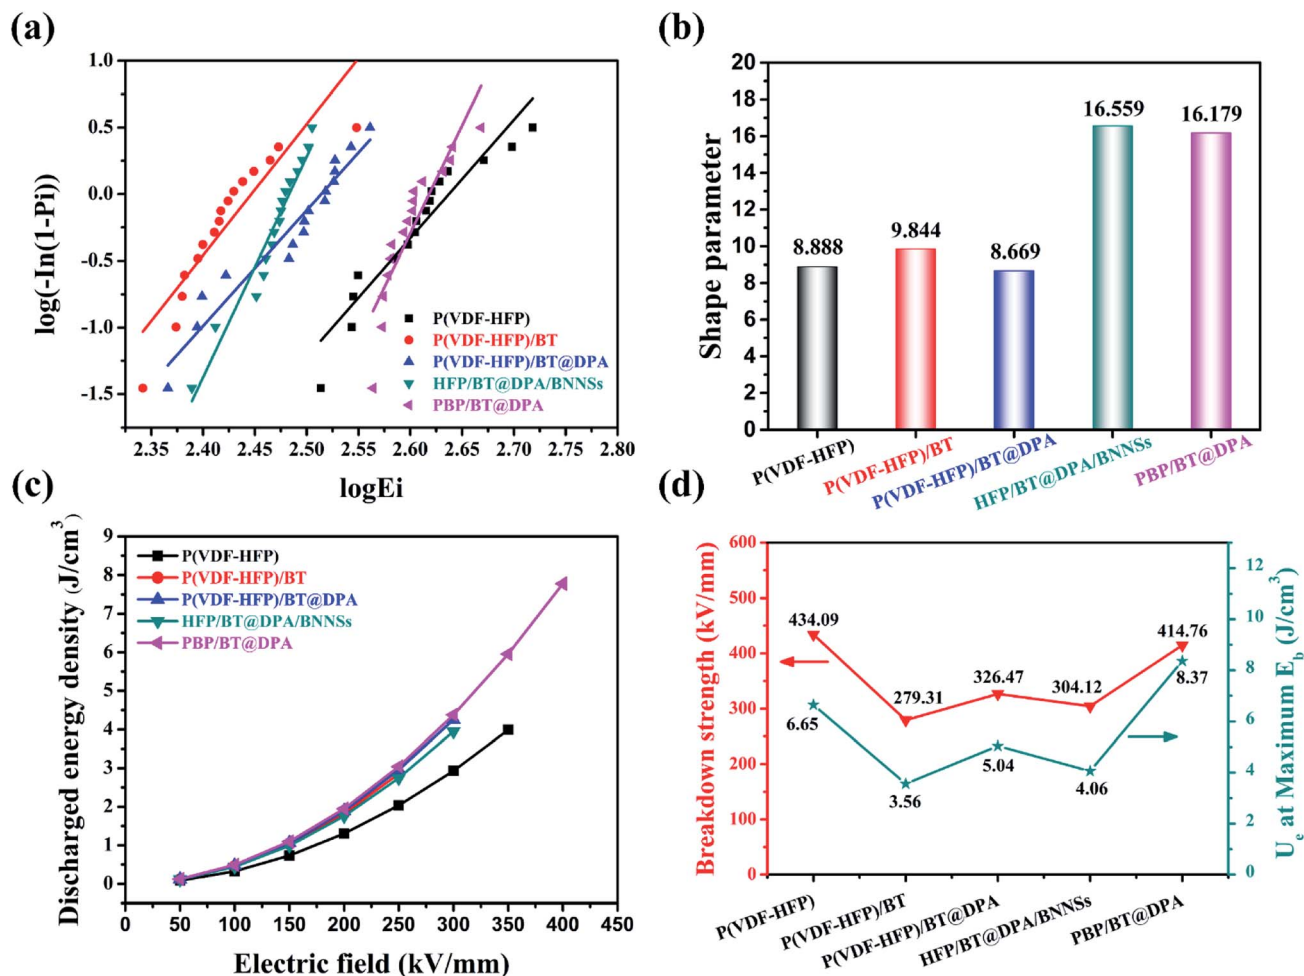 (a)
1.0
0.5
0.0
-0.5
-1.0
-1.5
log(-In(1-Pi))
P(VDF-HFP)
P(VDF-HFP)/BT
P(VDF-HFP)/BT@DPA
HFP/BT@DPA/BNNSs
PBP/BT@DPA
2.35 2.40 2.45 2.50 2.55 2.60 2.65 2.70 2.75 2.80
logEi
(b)
20
18
16
14
12
10
8
6
4
2
0
Shape parameter
8.888
9.844
8.669
16.559
16.179
P(VDF-HFP)
P(VDF-HFP)/BT
P(VDF-HFP)/BT@DPA
HFP/BT@DPA/BNNSs
PBP/BT@DPA
(c)
9
8
7
6
5
4
3
2
1
0
Discharged energy density (J/cm³)
P(VDF-HFP)
P(VDF-HFP)/BT
P(VDF-HFP)/BT@DPA
HFP/BT@DPA/BNNSs
PBP/BT@DPA
0 50 100 150 200 250 300 350 400 450
Electric field (kV/mm)
(d)
600
500
400
300
200
100
0
Breakdown strength (kV/mm)
434.09
279.31
326.47
304.12
414.76
6.65
3.56
5.04
4.06
8.37
12
10
8
6
4
2
0
U_e at Maximum E_b (J/cm³)
P(VDF-HFP)
P(VDF-HFP)/BT
P(VDF-HFP)/BT@DPA
HFP/BT@DPA/BNNSs
PBP/BT@DPA